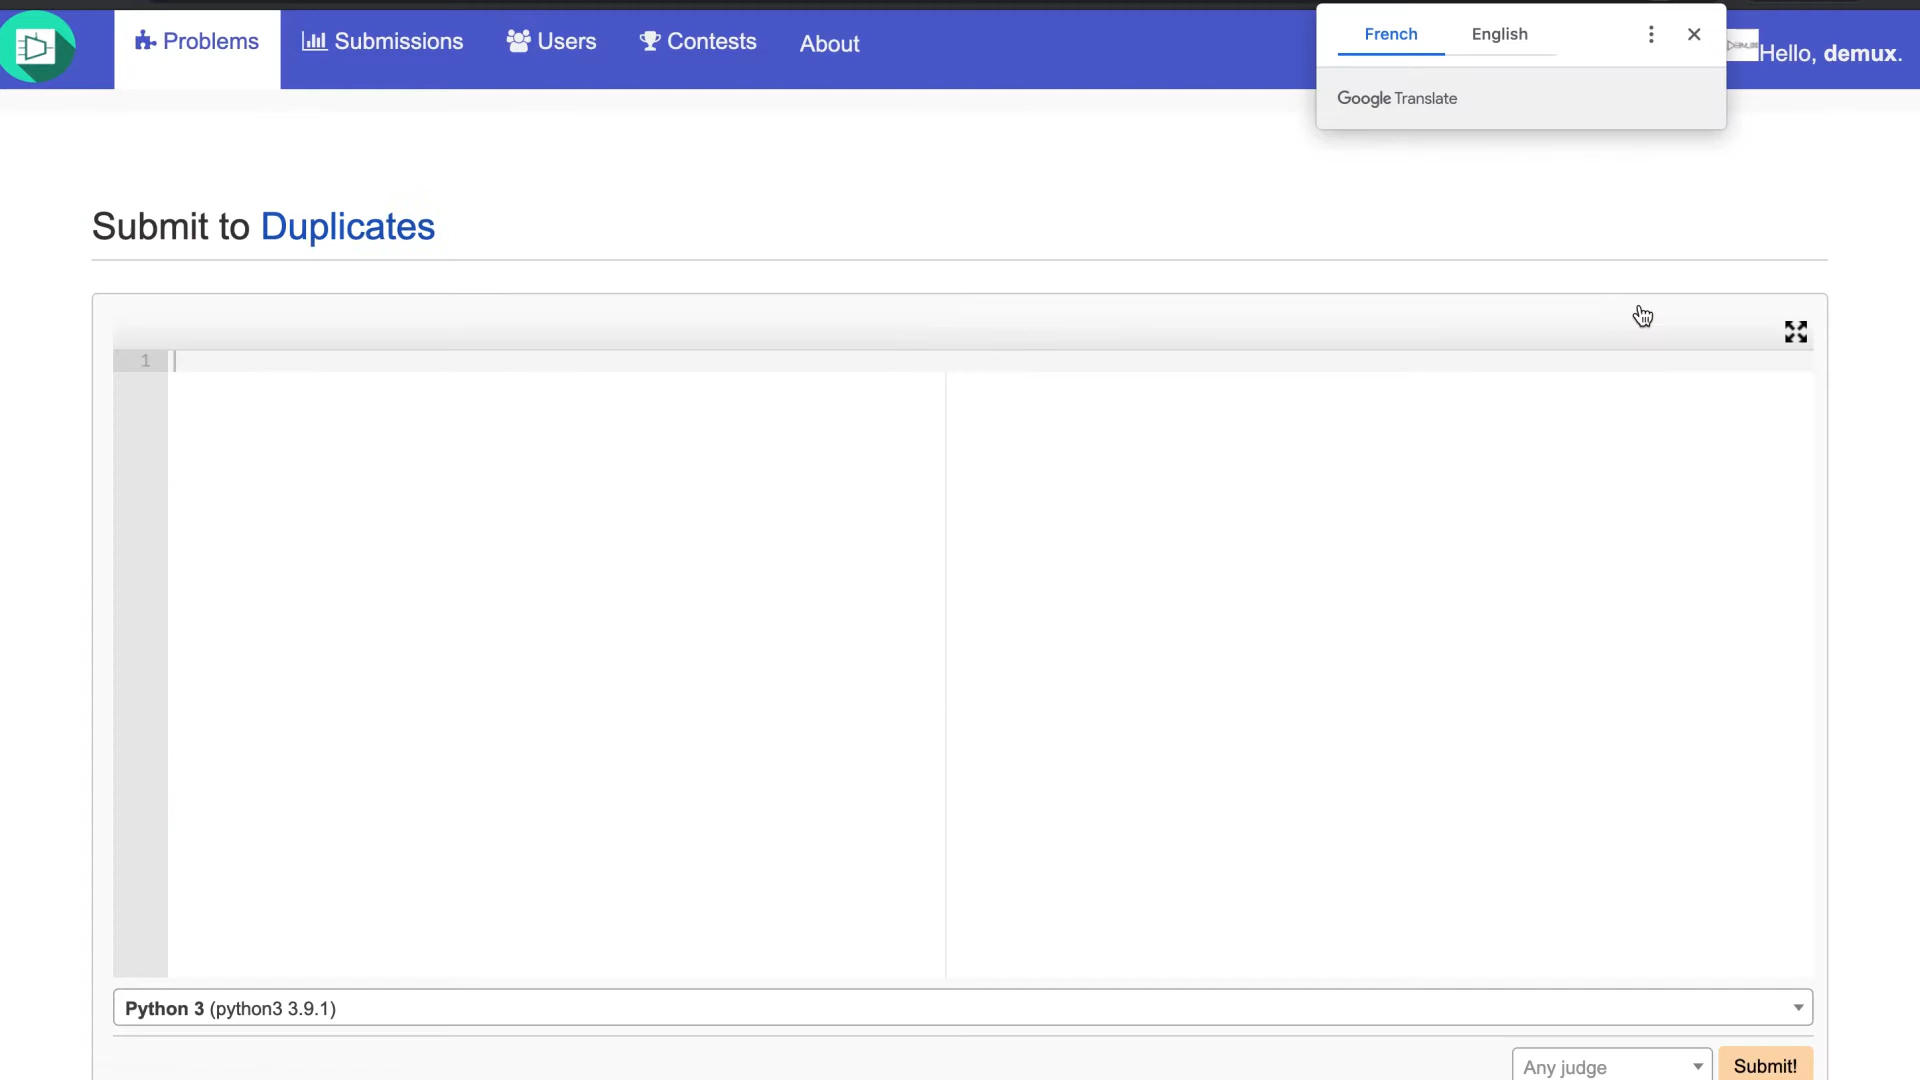 Problems Submissions Users Contests About
French English
Hello, demux.
Google Translate
Submit to Duplicates
1
Python 3 (python3 3.9.1)
Any judge Submit!